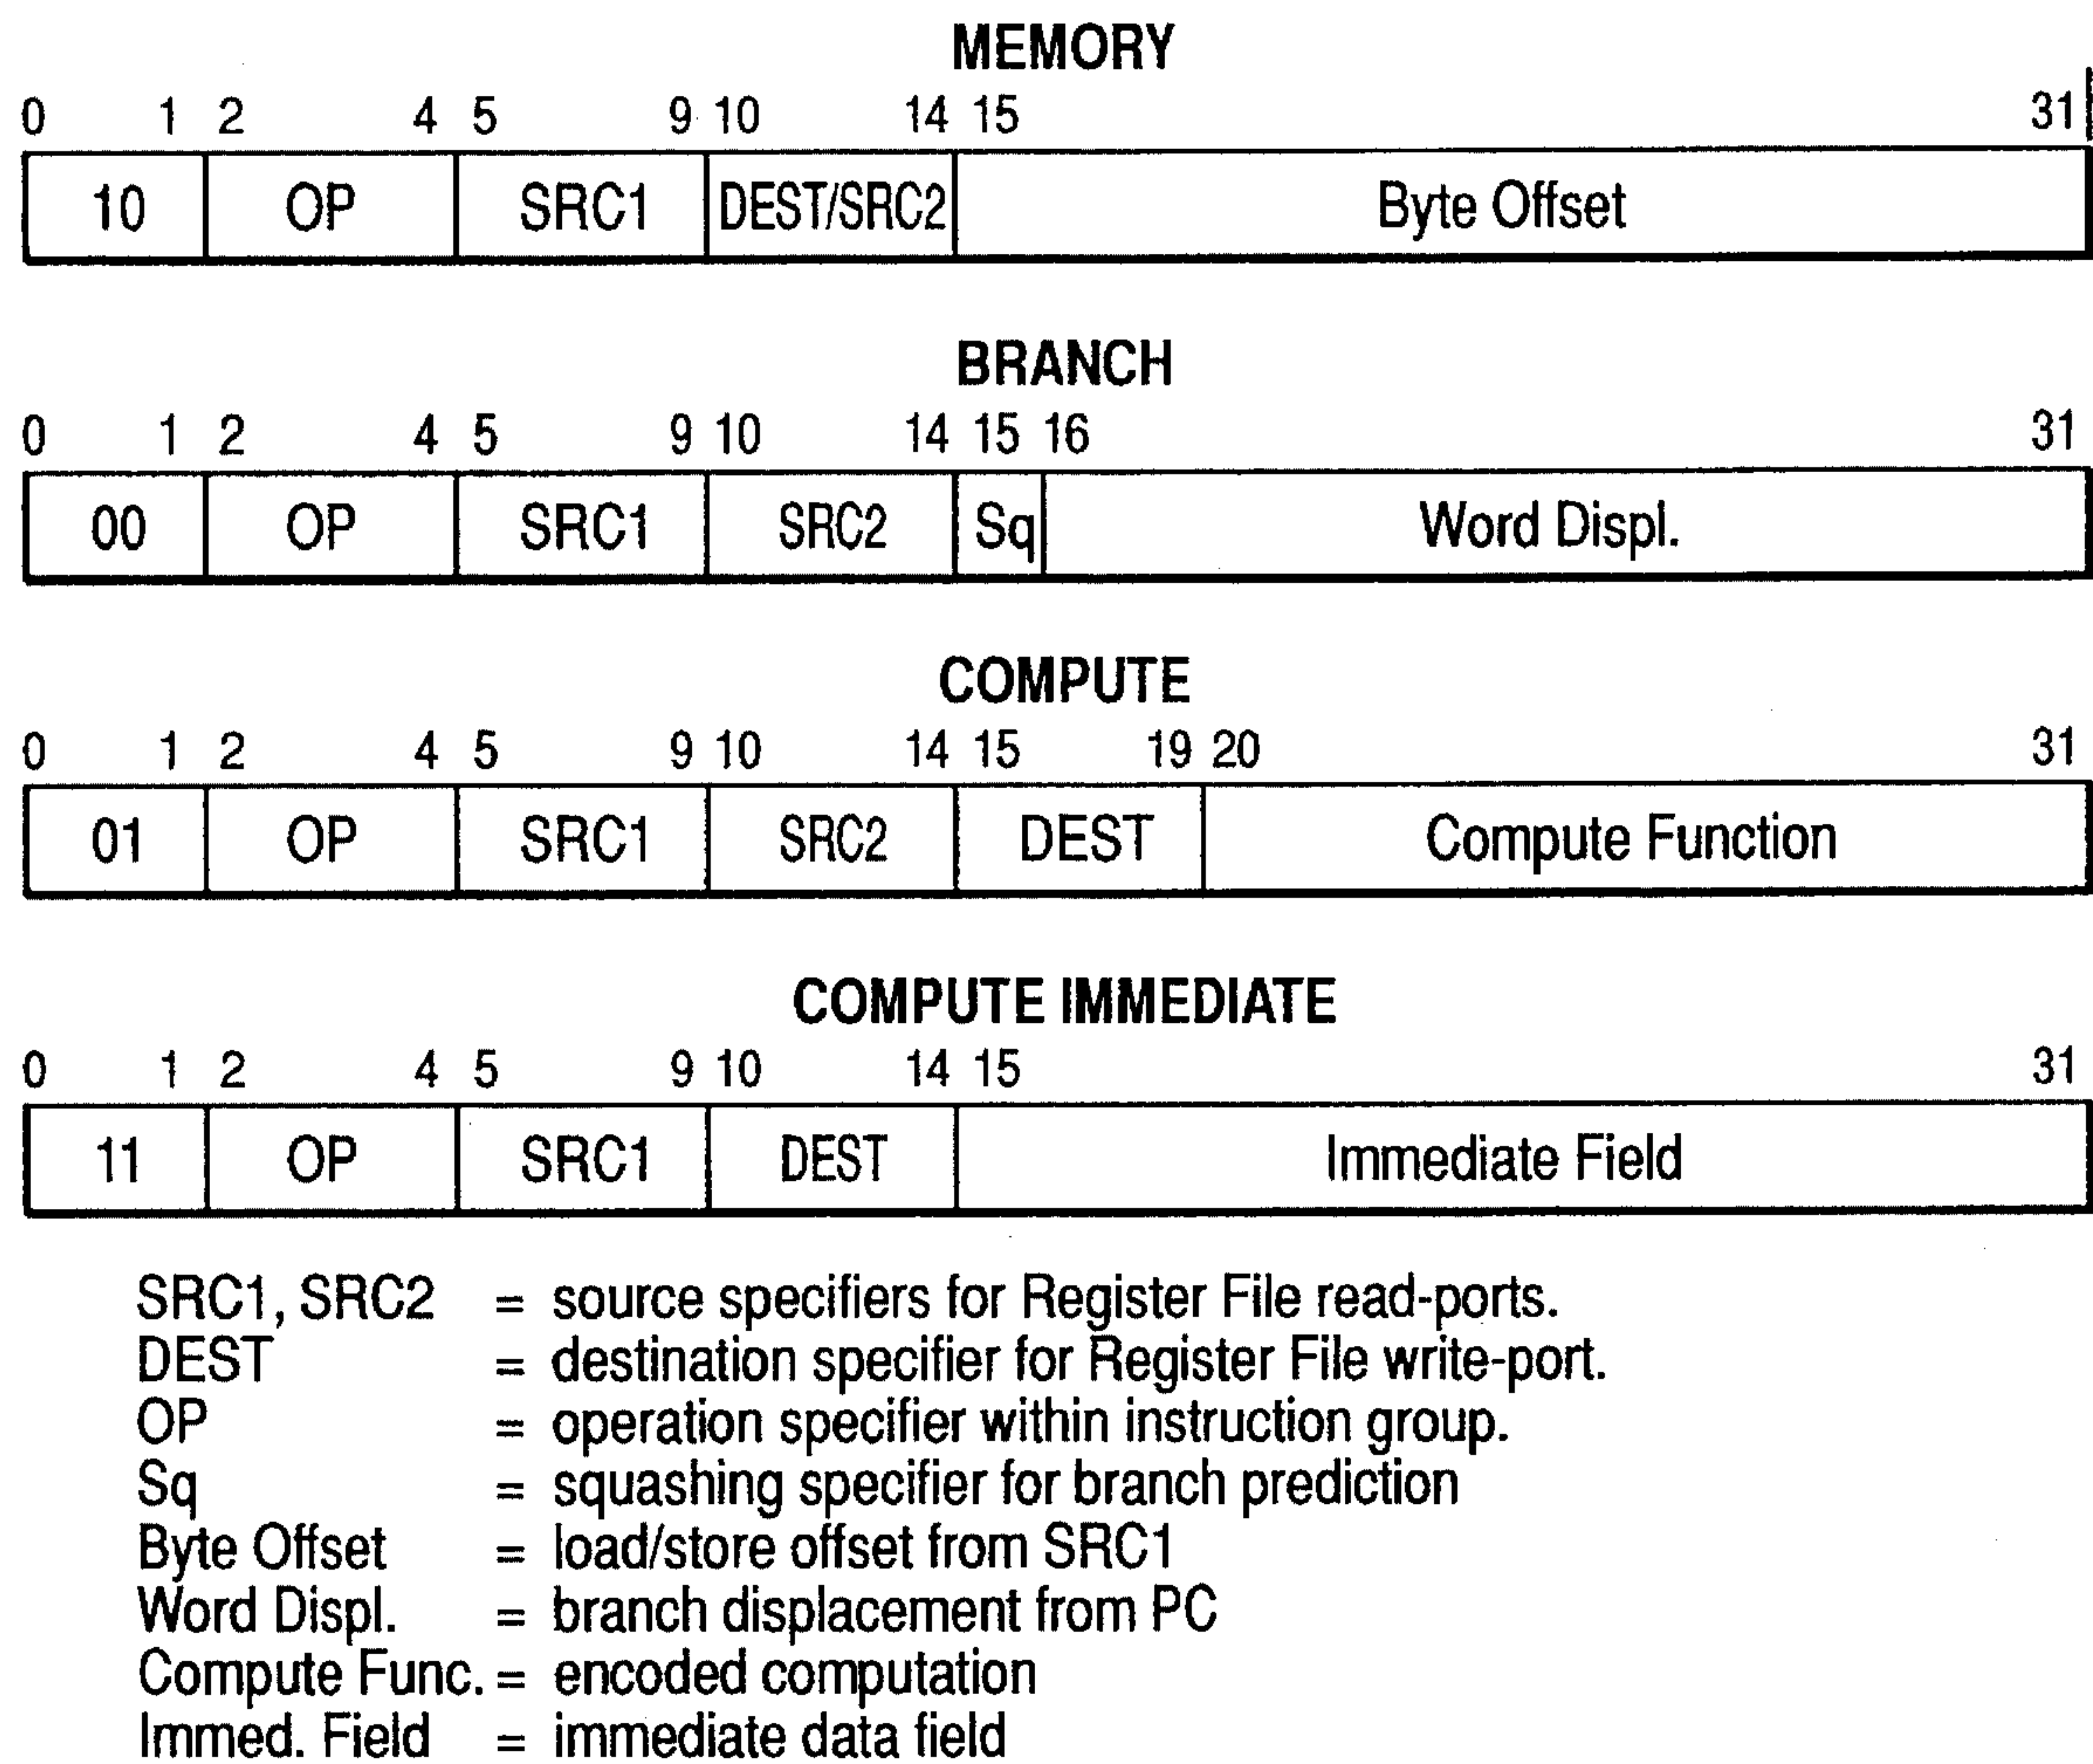 MEMORY
0 1 2 4 5 9 10 14 15 31
10 OP SRC1 DEST/SRC2 Byte Offset
BRANCH
0 1 2 4 5 9 10 14 15 16 31
00 OP SRC1 SRC2 Sq Word Displ.
COMPUTE
0 1 2 4 5 9 10 14 15 19 20 31
01 OP SRC1 SRC2 DEST Compute Function
COMPUTE IMMEDIATE
0 1 2 4 5 9 10 14 15 31
11 OP SRC1 DEST Immediate Field
SRC1, SRC2 = source specifiers for Register File read-ports.
DEST = destination specifier for Register File write-port.
OP = operation specifier within instruction group.
Sq = squashing specifier for branch prediction
Byte Offset = load/store offset from SRC1
Word Displ. = branch displacement from PC
Compute Func. = encoded computation
Immed. Field = immediate data field